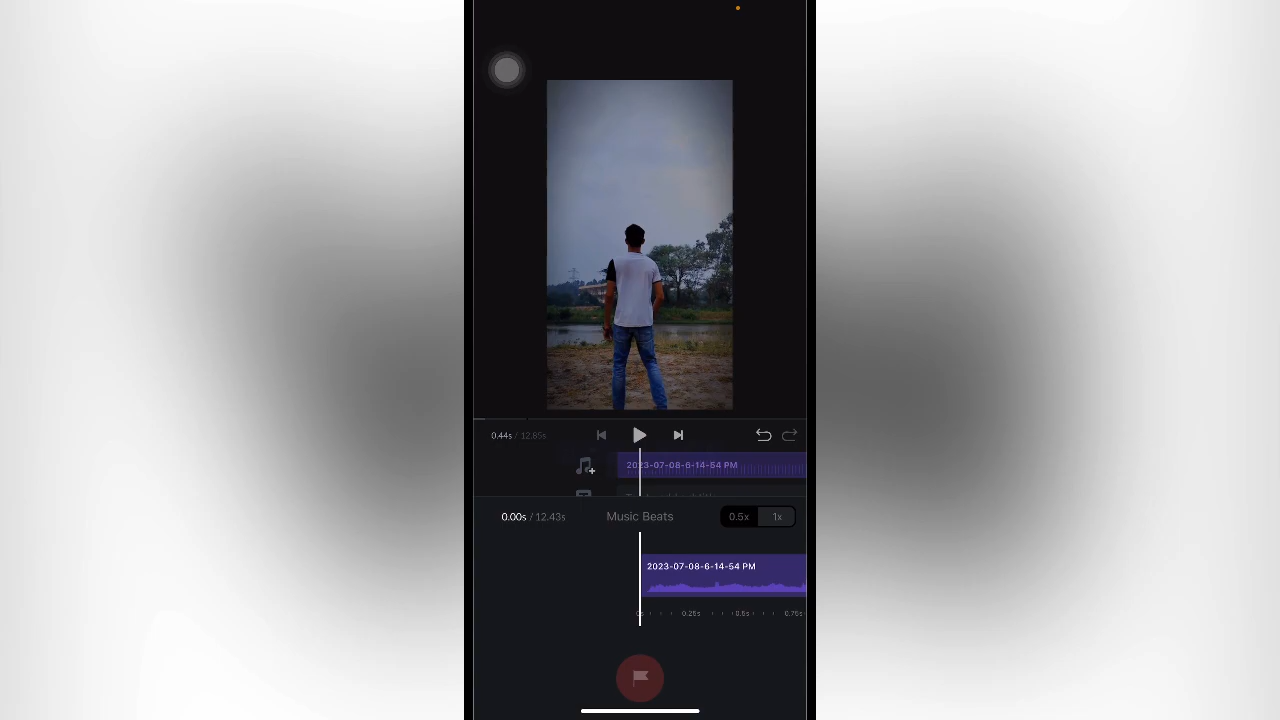 0.44s / 12.85s
2023-07-08-6-14-54 PM
0.00s / 12.43s
Music Beats
0.5x
1x
2023-07-08-6-14-54 PM
0.25s
0.5s
0.75s